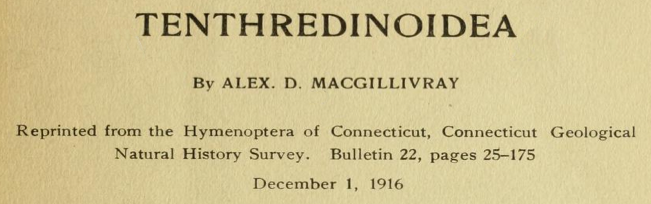 TENTHREDINOIDEA
By ALEX. D. MACGILLIVRAY
Reprinted from the Hymenoptera of Connecticut, Connecticut Geological
Natural History Survey. Bulletin 22, pages 25–175
December 1, 1916